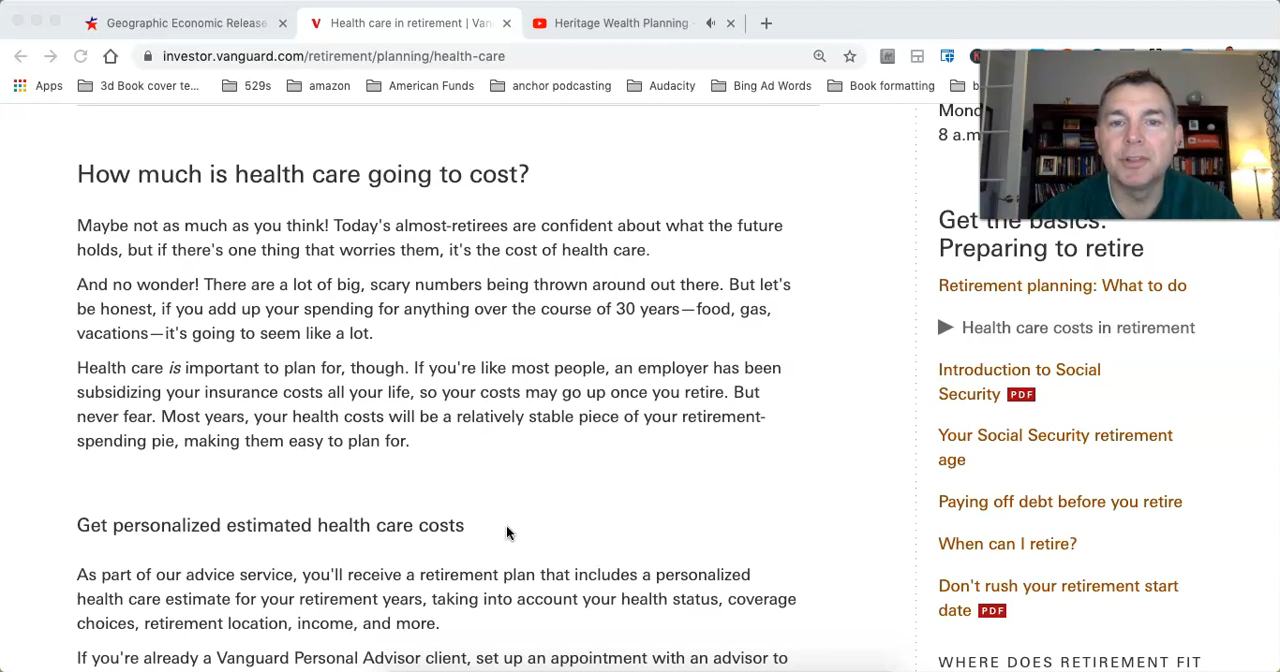 Geographic Economic Release
Health care in retirement | Van
Heritage Wealth Planning
investor.vanguard.com/retirement/planning/health-care
Apps
3d Book cover te...
529s
amazon
American Funds
anchor podcasting
Audacity
Bing Ad Words
Book formatting
b
How much is health care going to cost?
Maybe not as much as you think! Today's almost-retirees are confident about what the future
holds, but if there's one thing that worries them, it's the cost of health care.
And no wonder! There are a lot of big, scary numbers being thrown around out there. But let's
be honest, if you add up your spending for anything over the course of 30 years—food, gas,
vacations—it's going to seem like a lot.
Health care is important to plan for, though. If you're like most people, an employer has been
subsidizing your insurance costs all your life, so your costs may go up once you retire. But
never fear. Most years, your health costs will be a relatively stable piece of your retirement-
spending pie, making them easy to plan for.
Get personalized estimated health care costs
As part of our advice service, you'll receive a retirement plan that includes a personalized
health care estimate for your retirement years, taking into account your health status, coverage
choices, retirement location, income, and more.
If you're already a Vanguard Personal Advisor client, set up an appointment with an advisor to
Mond
8 a.m
Get the basics:
Preparing to retire
Retirement planning: What to do
Health care costs in retirement
Introduction to Social
Security PDF
Your Social Security retirement
age
Paying off debt before you retire
When can I retire?
Don't rush your retirement start
date PDF
WHERE DOES RETIREMENT FIT